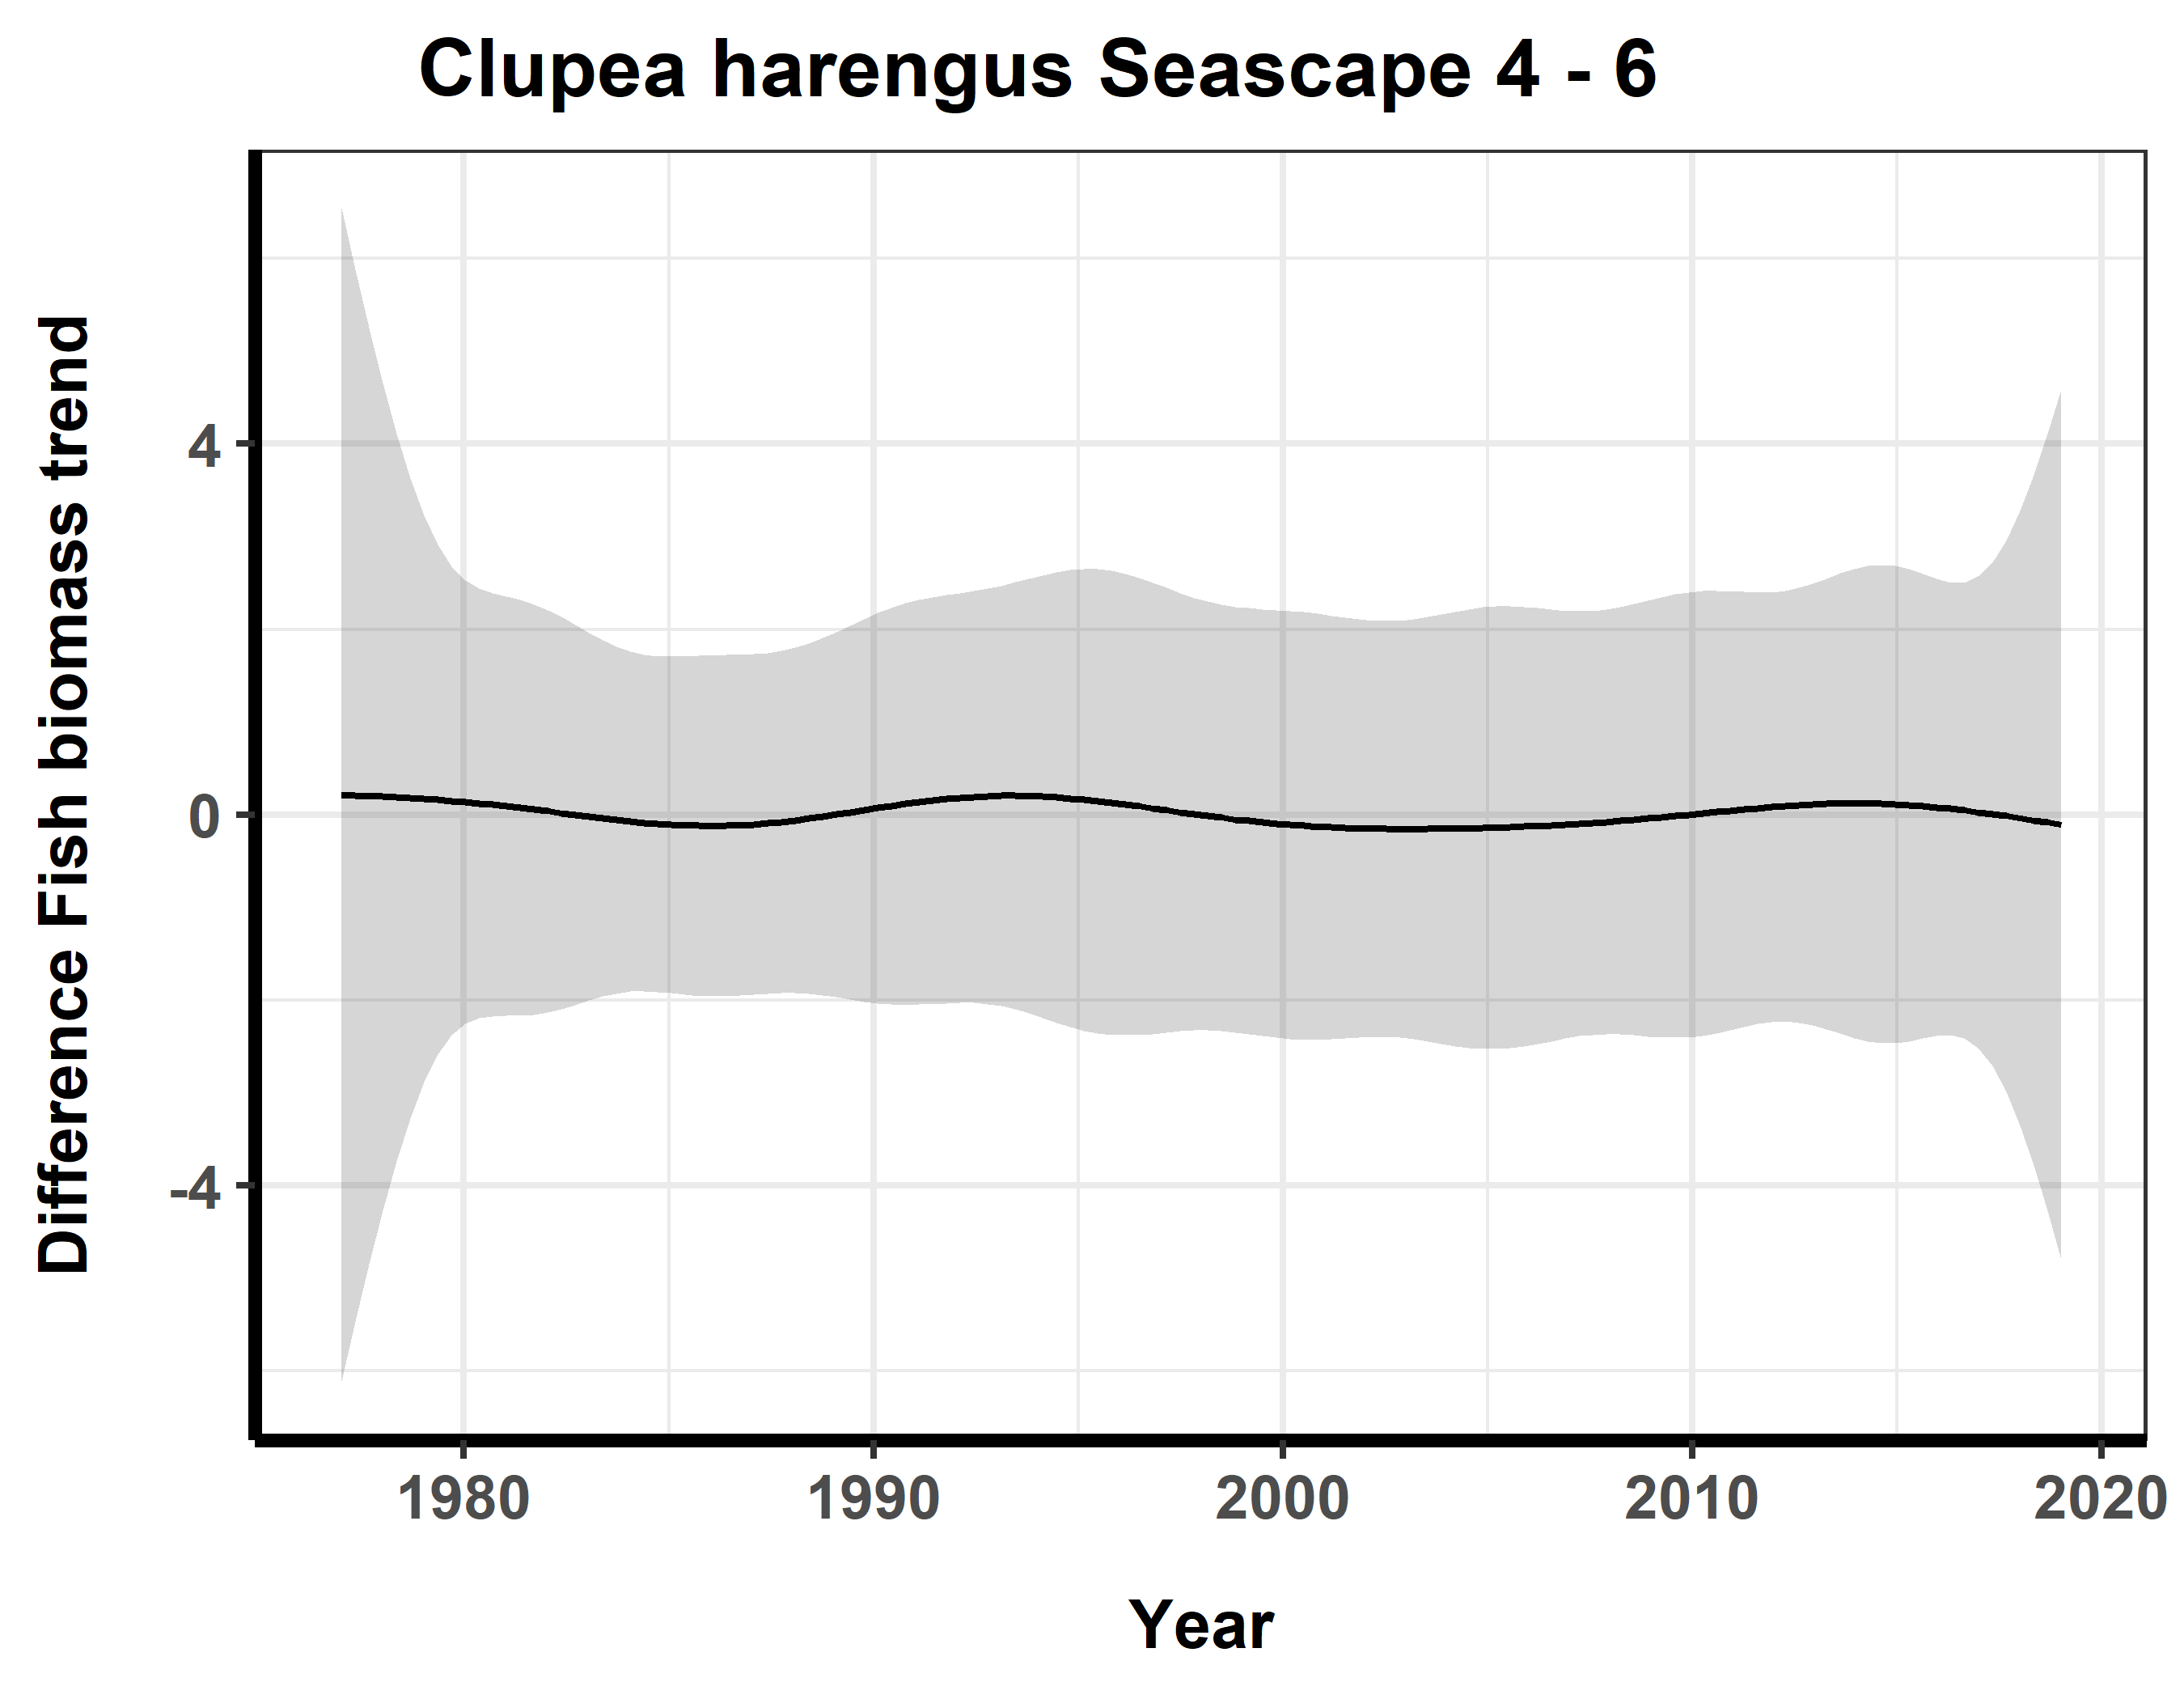 Clupea harengus Seascape 4 - 6
Difference Fish biomass trend
4
0
-4
1980 1990 2000 2010 2020
Year